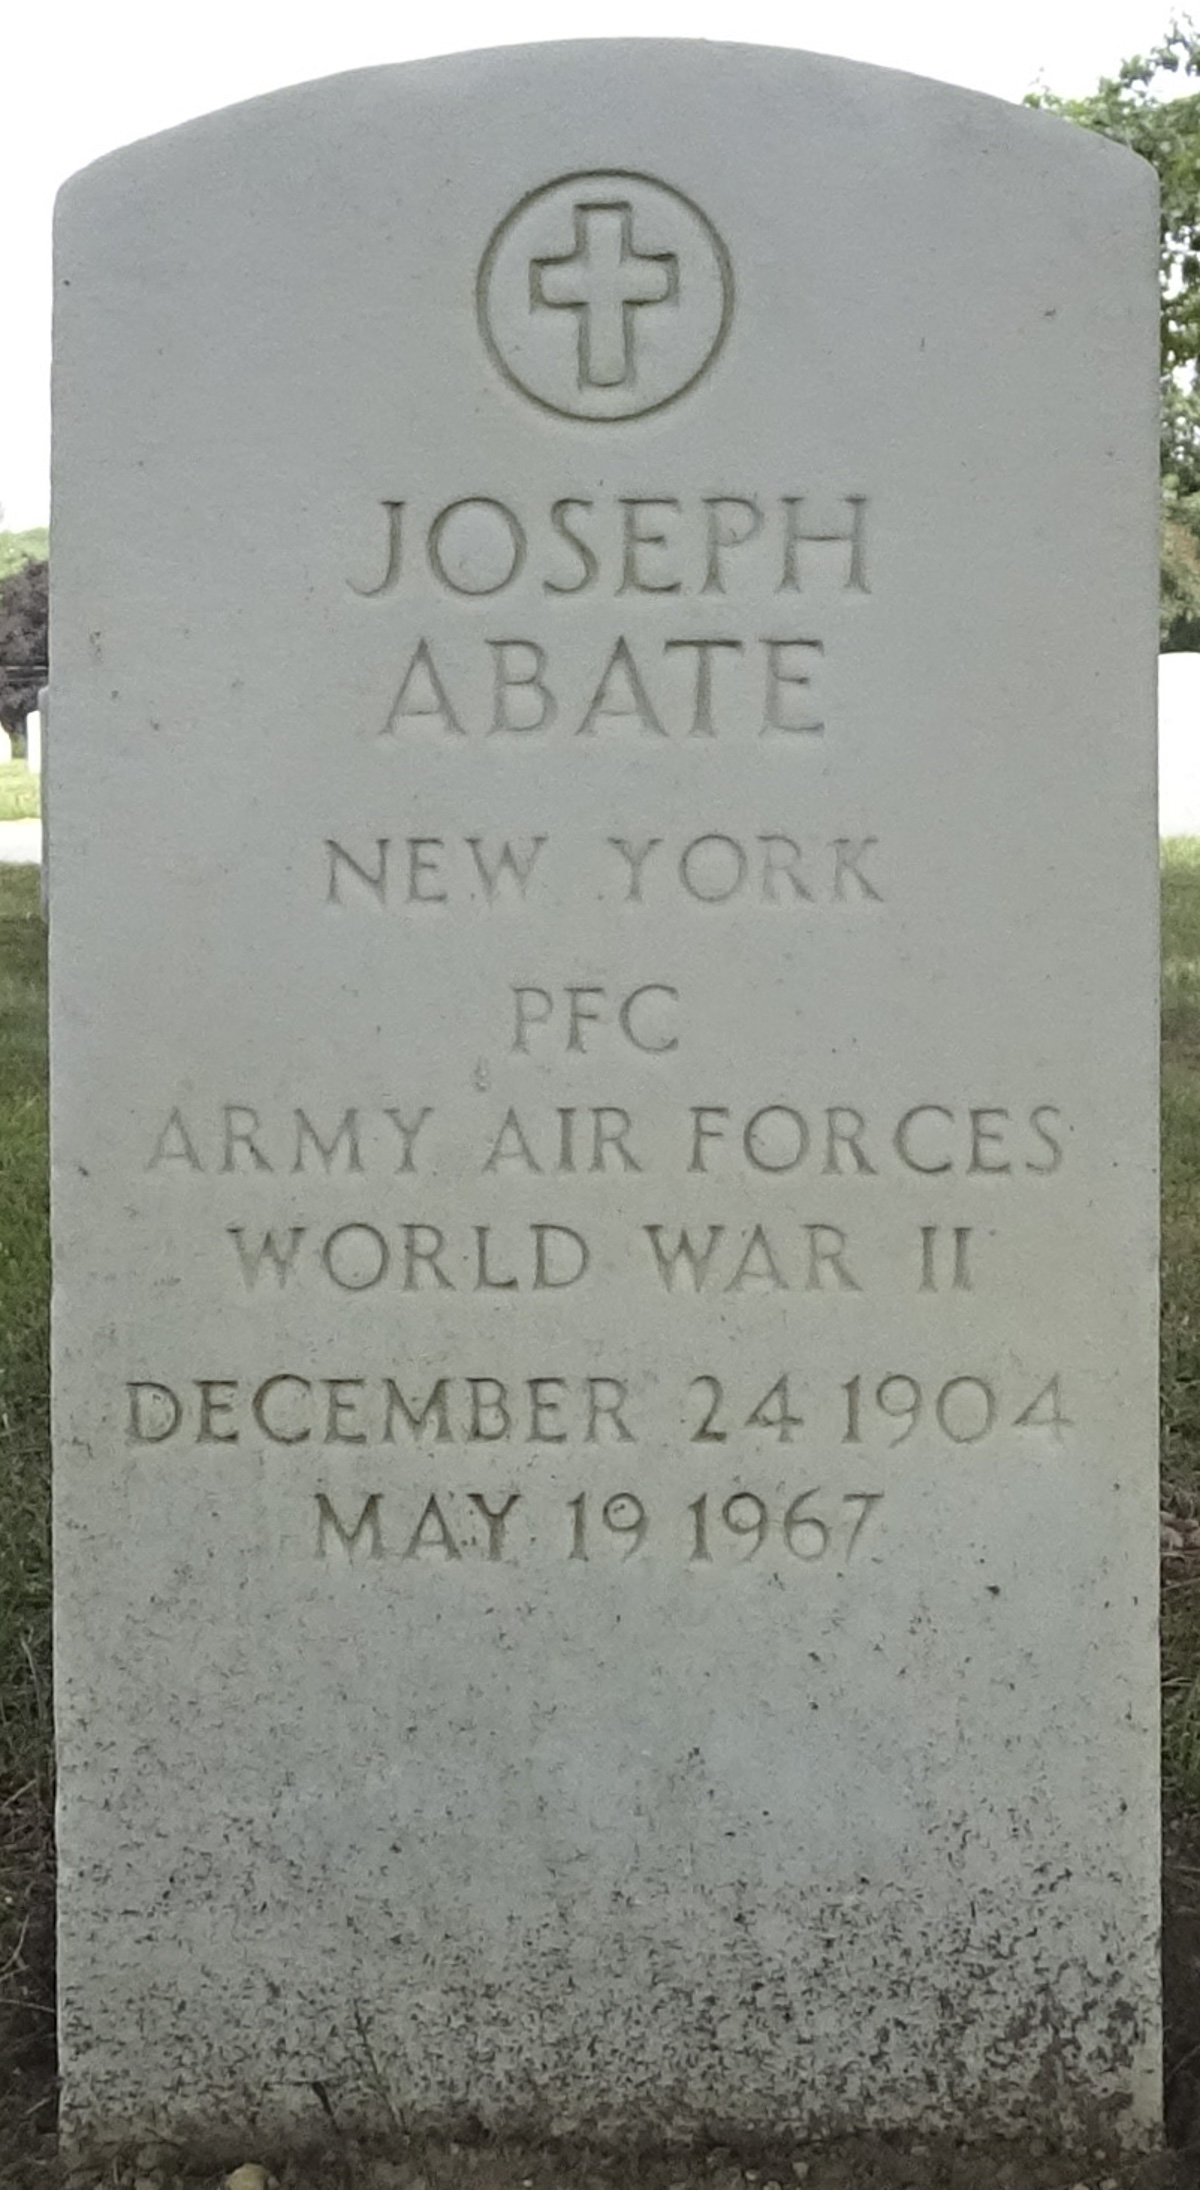 JOSEPH
ABATE
NEW YORK
PFC
ARMY AIR FORCES
WORLD WAR II
DECEMBER 24 1904
MAY 19 1967